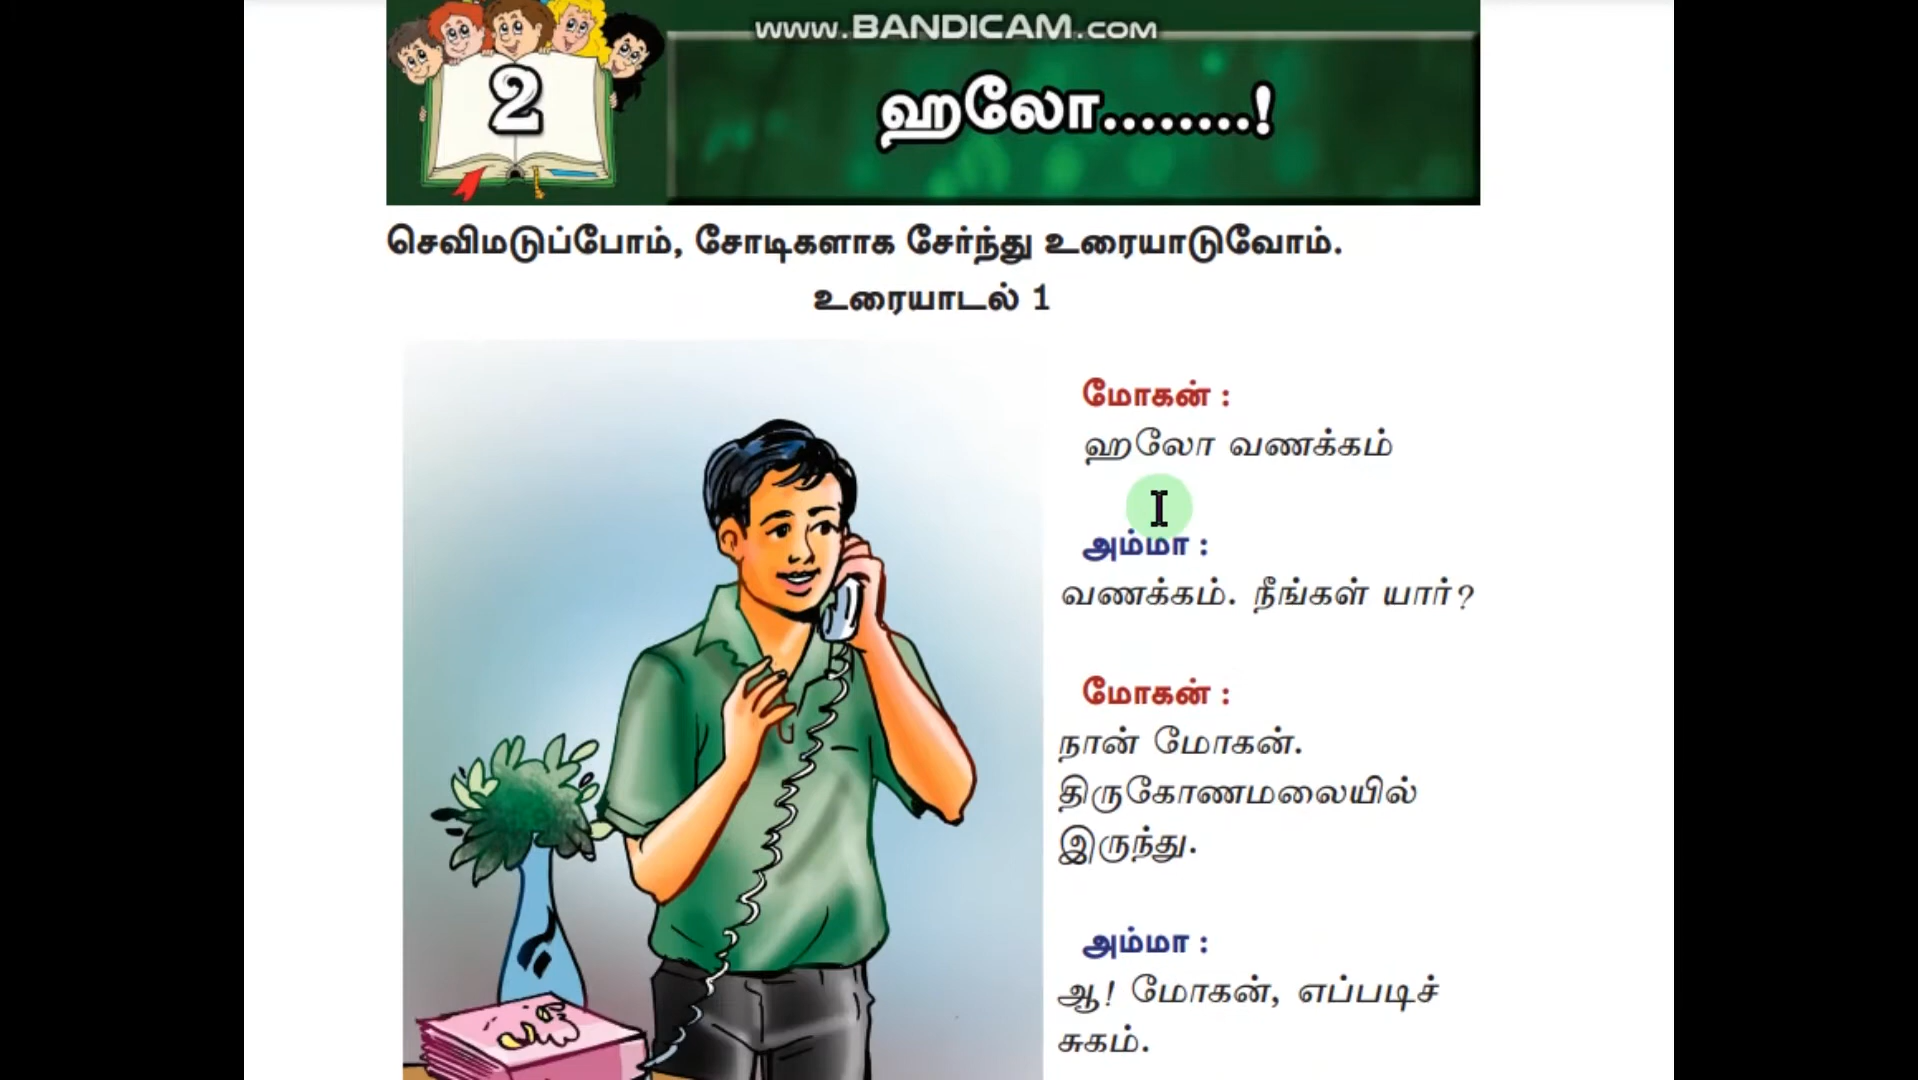 www.BANDICAM.com
2
ஹலோ........!
செவிமடுப்போம், சோடிகளாக சேர்ந்து உரையாடுவோம்.
உரையாடல் 1
மோகன் :
ஹலோ வணக்கம்
அம்மா :
வணக்கம். நீங்கள் யார்?
மோகன் :
நான் மோகன்.
திருகோணமலையில்
இருந்து.
அம்மா :
ஆ! மோகன், எப்படிச்
சுகம்.